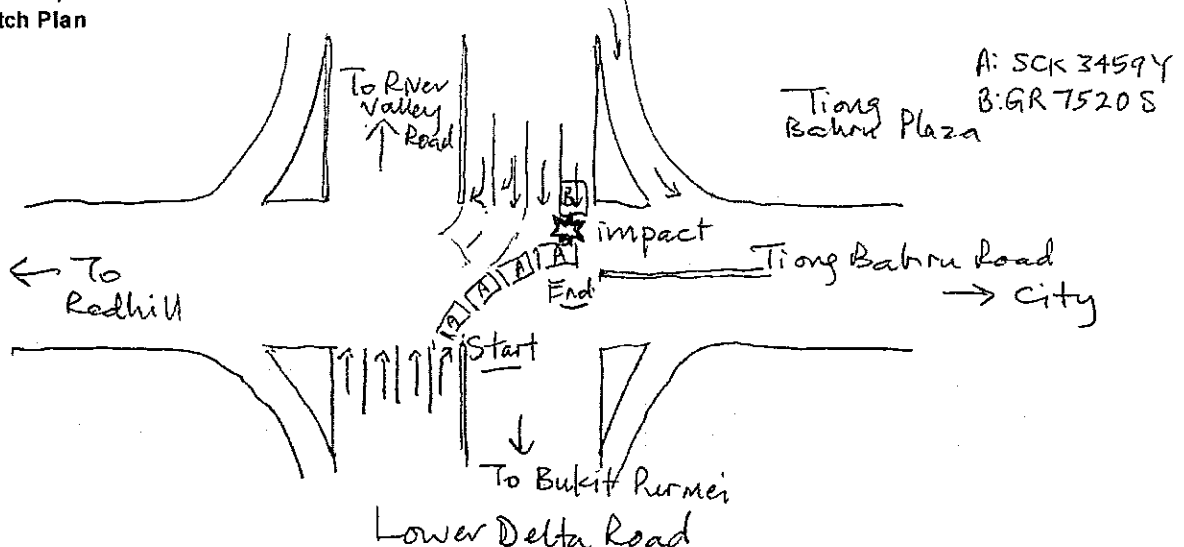 tch Plan
A: SCK 3459Y
B: GR 7520 S
To River
Valley
Road
Tiong
Bahru Plaza
B
impact
A
A
A
A
End
Start
Tiong Bahru Road
City
To
Redhill
To Bukit Purmei
Lower Delta Road